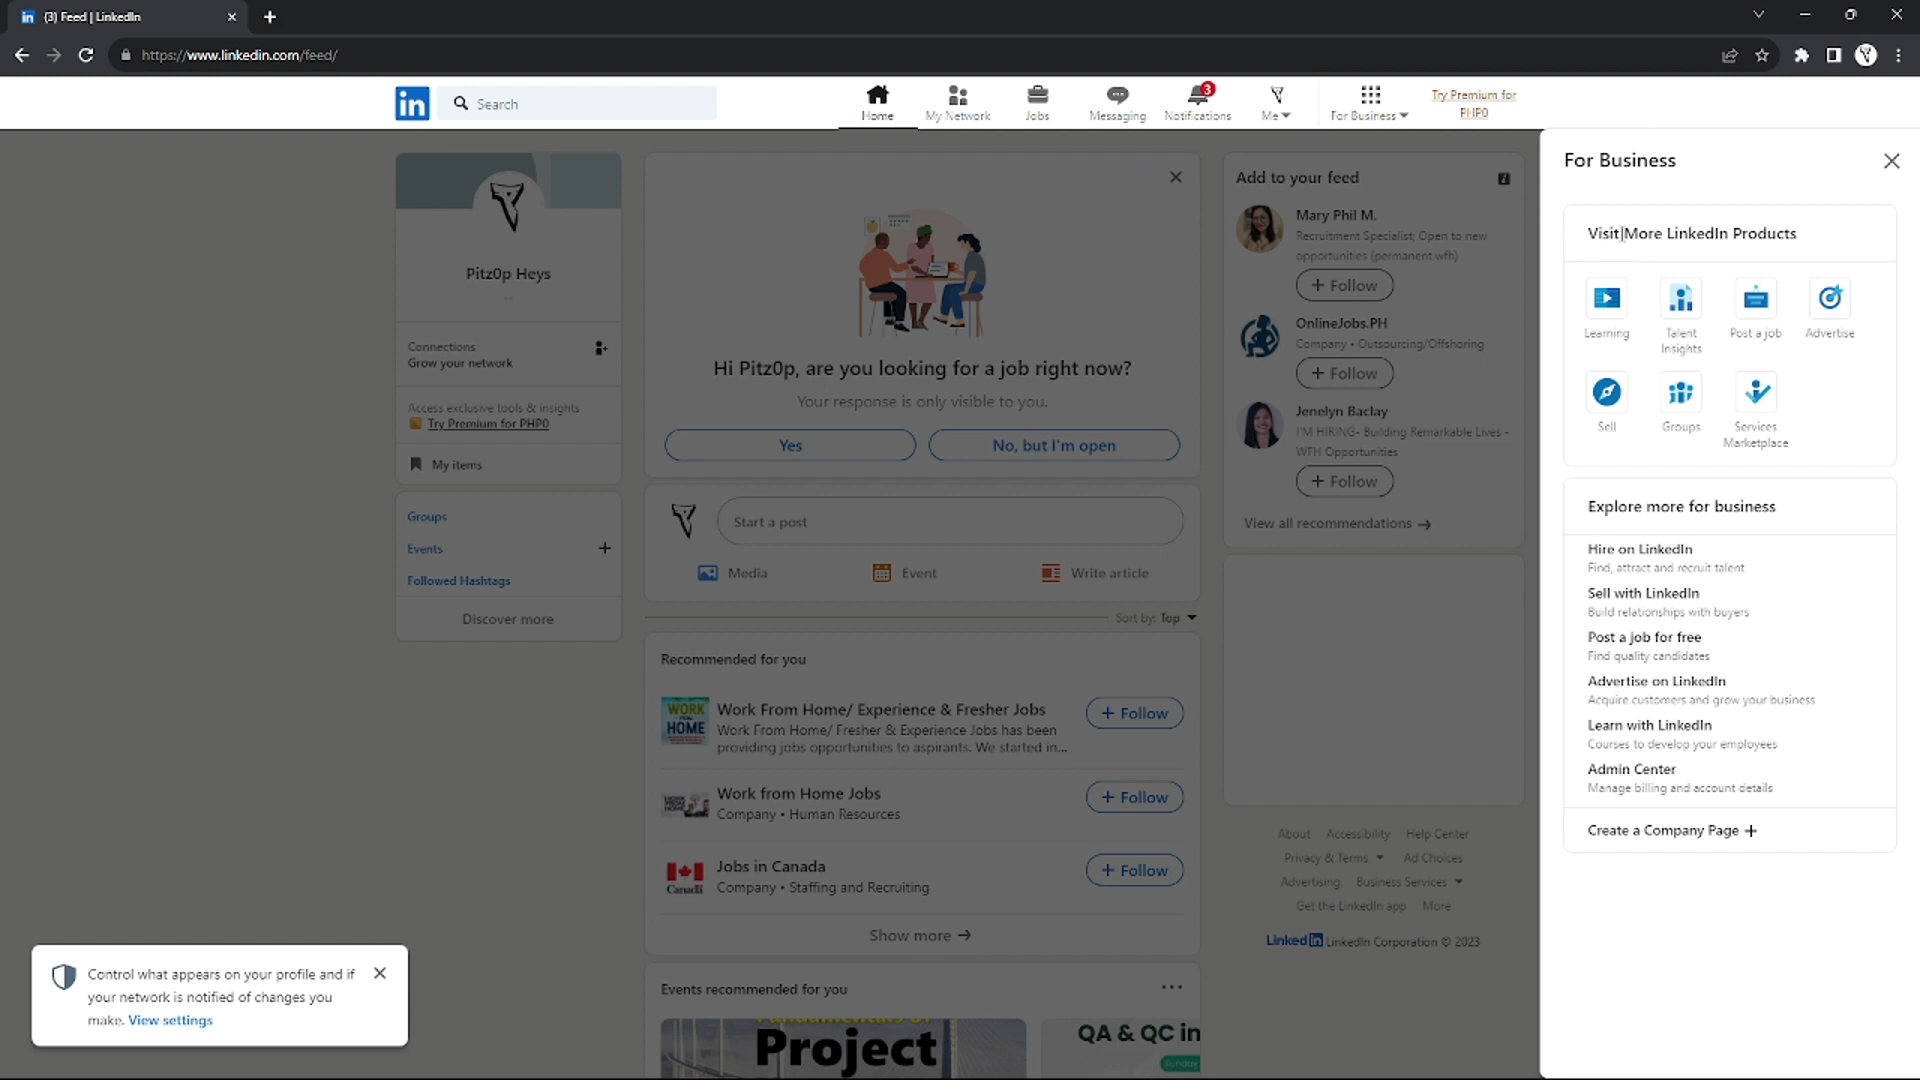 (3) Feed | LinkedIn
https://www.linkedin.com/feed/
in
Search
Home
My Network
Jobs
Messaging
3
Notifications
Me
For Business
Try Premium for
PHP0
Pitz0p Heys
Connections
Grow your network
Access exclusive tools & insights
Try Premium for PHP0
My items
Groups
Events
Followed Hashtags
Discover more
Hi Pitz0p, are you looking for a job right now?
Your response is only visible to you.
Yes
No, but I'm open
Start a post
Media
Event
Write article
Sort by: Top
Recommended for you
WORK
FROM
HOME
Work From Home/ Experience & Fresher Jobs
Work From Home/ Fresher & Experience Jobs has been
providing jobs opportunities to aspirants. We started in...
+ Follow
Work from Home Jobs
Company • Human Resources
+ Follow
Canada
Jobs in Canada
Company • Staffing and Recruiting
+ Follow
Show more →
Events recommended for you
Fundamentals of
Project
QA & QC in
Sunday
Add to your feed
Mary Phil M.
Recruitment Specialist; Open to new
opportunities (permanent wfh)
+ Follow
OnlineJobs.PH
Company • Outsourcing/Offshoring
+ Follow
Jenelyn Baclay
I'M HIRING- Building Remarkable Lives -
WFH Opportunities
+ Follow
View all recommendations →
About Accessibility Help Center
Privacy & Terms Ad Choices
Advertising Business Services
Get the LinkedIn app More
LinkedIn LinkedIn Corporation © 2023
For Business
Visit More LinkedIn Products
Learning
Talent
Insights
Post a job
Advertise
Sell
Groups
Services
Marketplace
Explore more for business
Hire on LinkedIn
Find, attract and recruit talent
Sell with LinkedIn
Build relationships with buyers
Post a job for free
Find quality candidates
Advertise on LinkedIn
Acquire customers and grow your business
Learn with LinkedIn
Courses to develop your employees
Admin Center
Manage billing and account details
Create a Company Page +
Control what appears on your profile and if
your network is notified of changes you
make. View settings